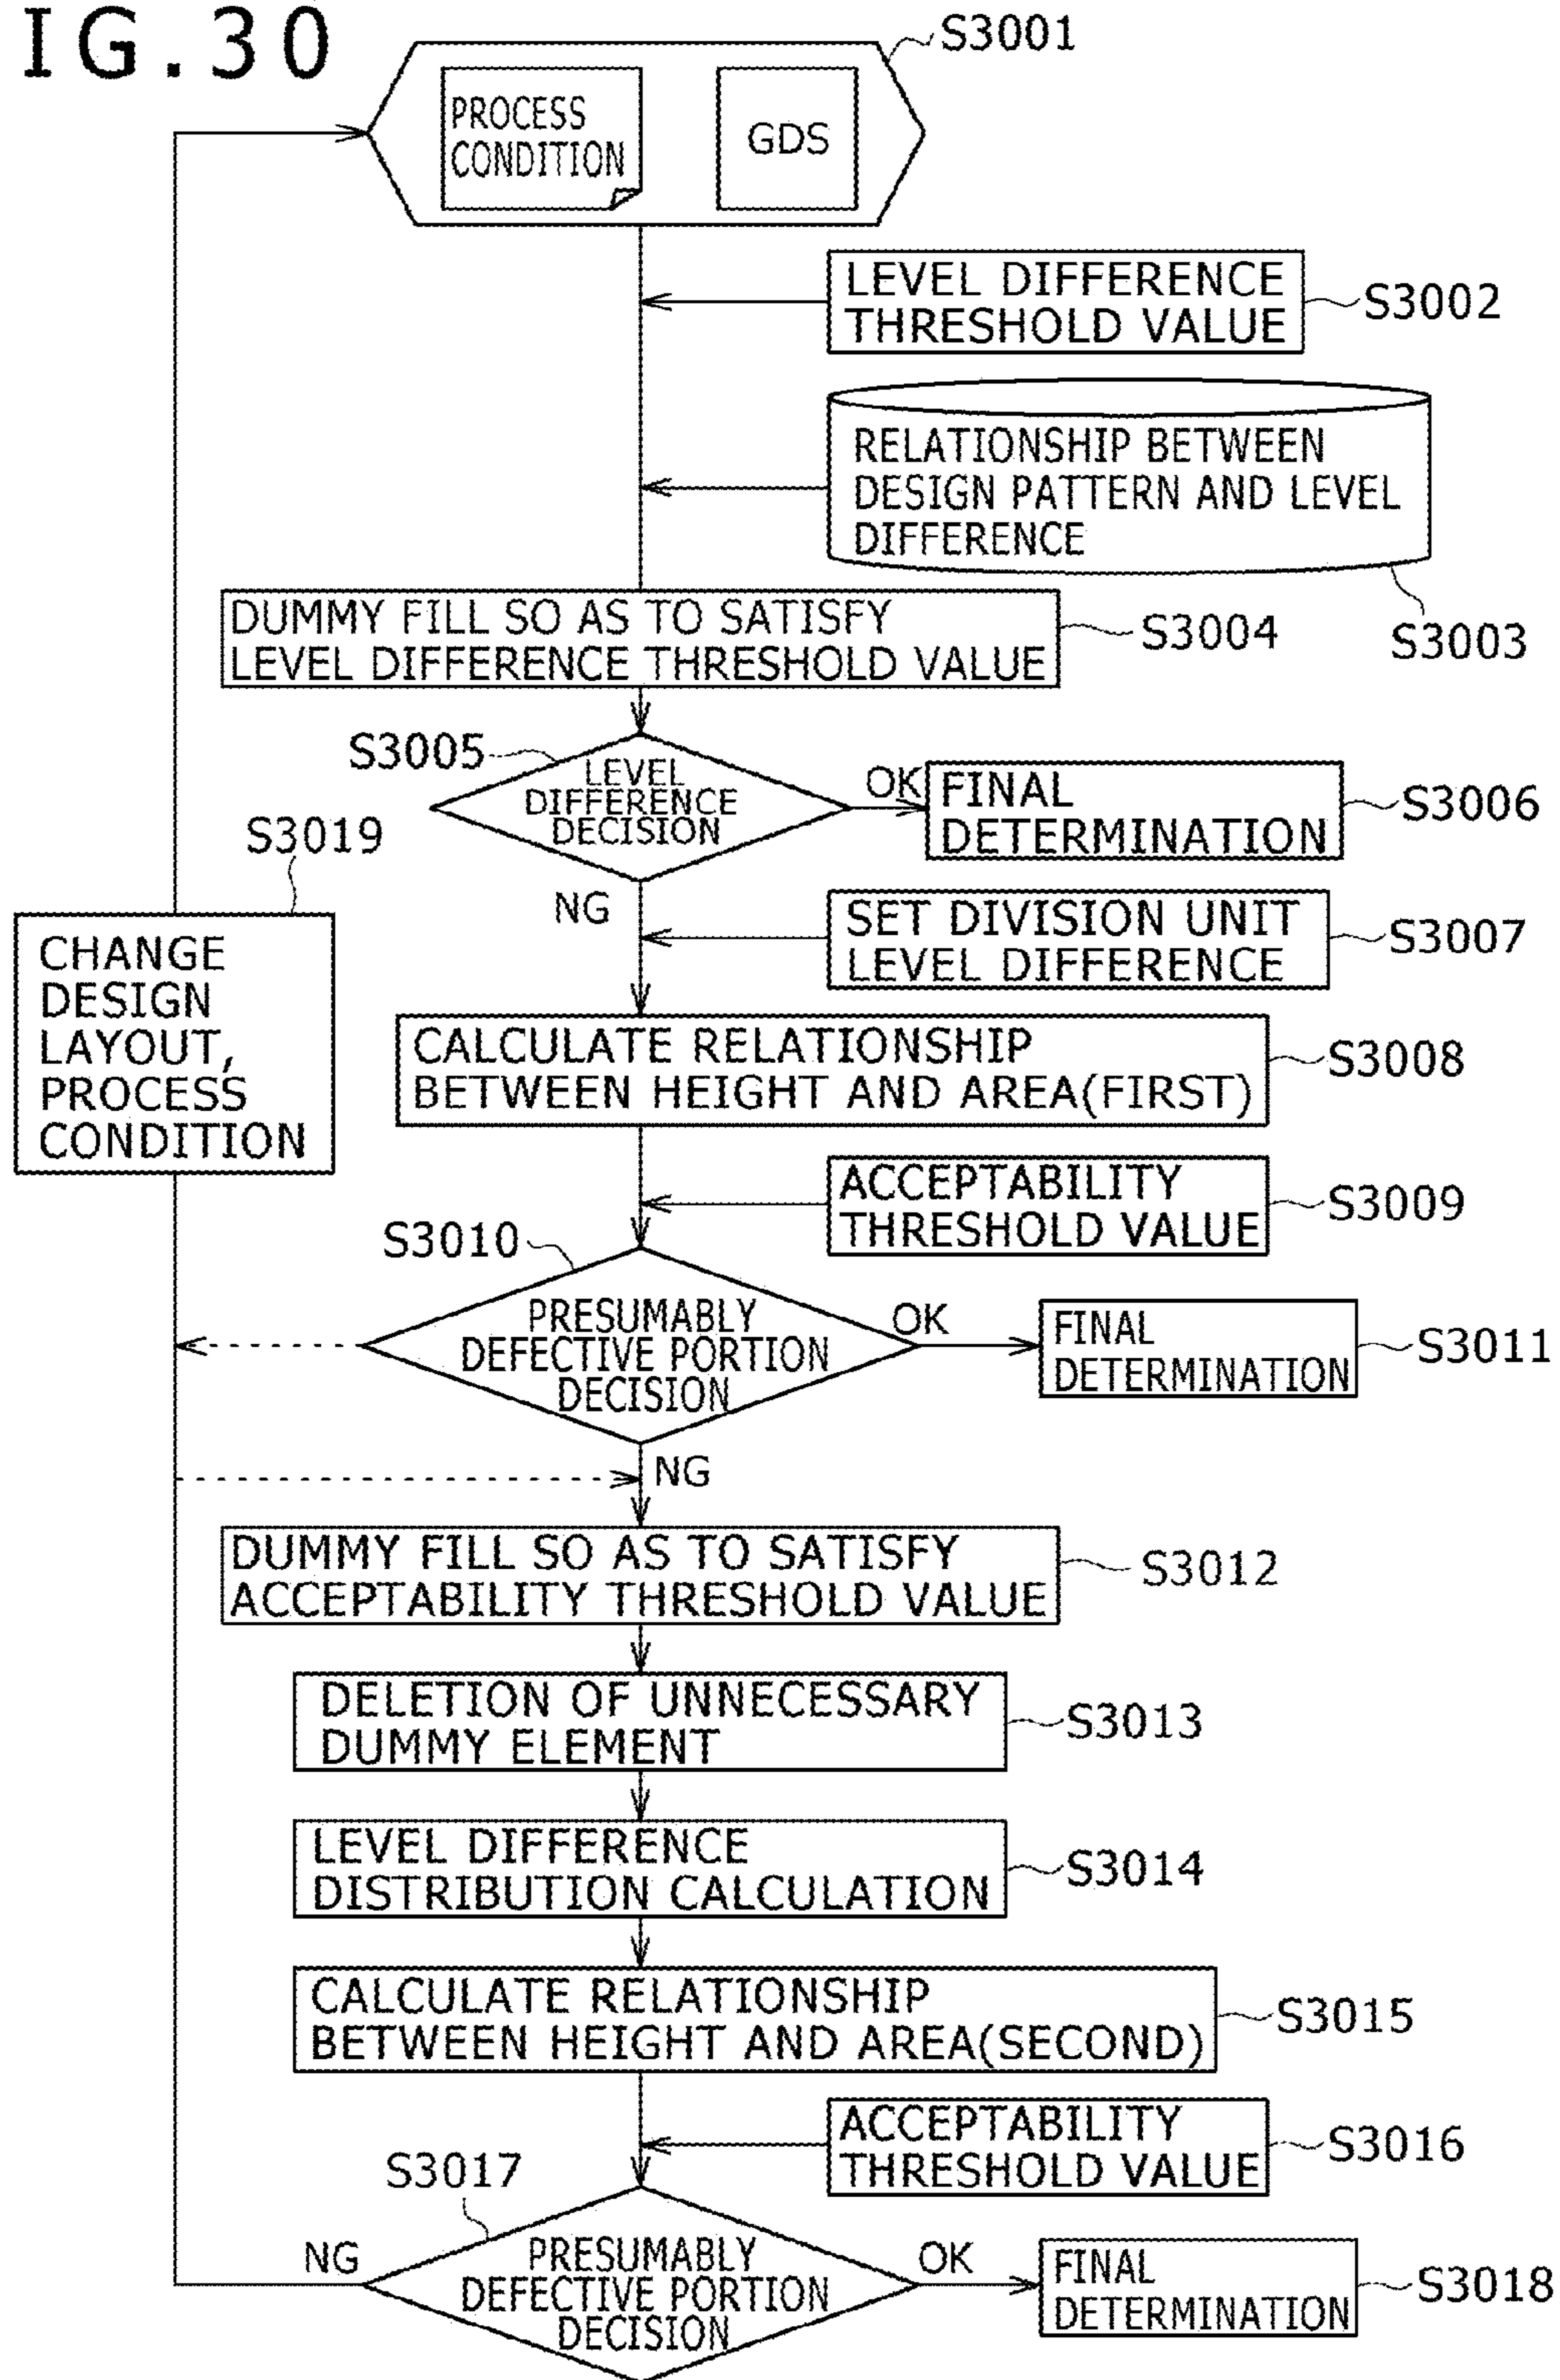 IG.30
S3001
PROCESS
CONDITION
GDS
LEVEL DIFFERENCE
THRESHOLD VALUE
S3002
RELATIONSHIP BETWEEN
DESIGN PATTERN AND LEVEL
DIFFERENCE
S3003
DUMMY FILL SO AS TO SATISFY
LEVEL DIFFERENCE THRESHOLD VALUE
S3004
S3005
LEVEL
DIFFERENCE
DECISION
OK
FINAL
DETERMINATION
S3006
NG
SET DIVISION UNIT
LEVEL DIFFERENCE
S3007
S3019
CHANGE
DESIGN
LAYOUT,
PROCESS
CONDITION
CALCULATE RELATIONSHIP
BETWEEN HEIGHT AND AREA(FIRST)
S3008
ACCEPTABILITY
THRESHOLD VALUE
S3009
S3010
PRESUMABLY
DEFECTIVE PORTION
DECISION
OK
FINAL
DETERMINATION
S3011
NG
DUMMY FILL SO AS TO SATISFY
ACCEPTABILITY THRESHOLD VALUE
S3012
DELETION OF UNNECESSARY
DUMMY ELEMENT
S3013
LEVEL DIFFERENCE
DISTRIBUTION CALCULATION
S3014
CALCULATE RELATIONSHIP
BETWEEN HEIGHT AND AREA(SECOND)
S3015
ACCEPTABILITY
THRESHOLD VALUE
S3016
S3017
NG
PRESUMABLY
DEFECTIVE PORTION
DECISION
OK
FINAL
DETERMINATION
S3018